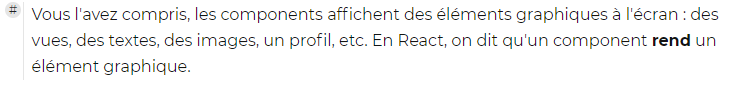 #
Vous l'avez compris, les components affichent des éléments graphiques à l'écran : des
vues, des textes, des images, un profil, etc. En React, on dit qu'un component rend un
élément graphique.